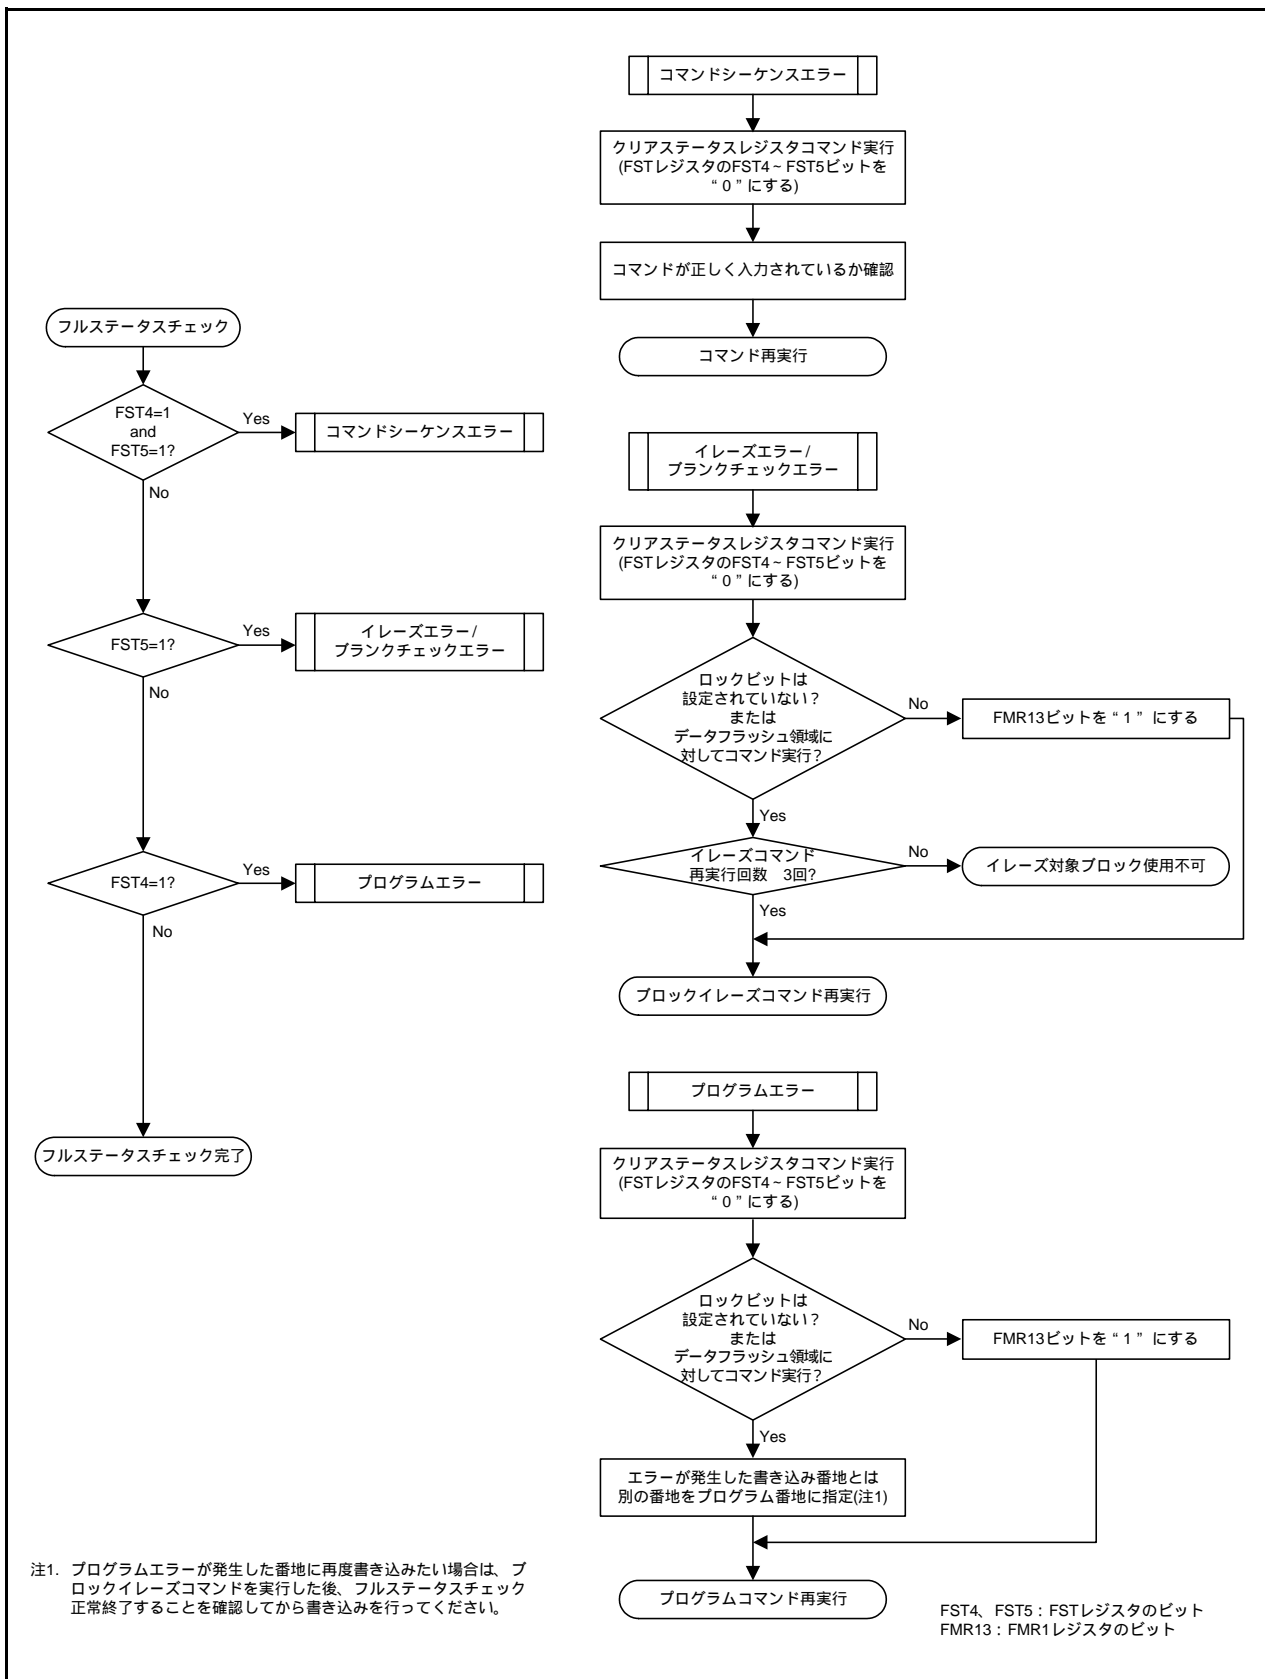 フルステータスチェック
FST4=1
and
FST5=1?
Yes
コマンドシーケンスエラー
No
FST5=1?
Yes
イレーズエラー/
ブランクチェックエラー
No
FST4=1?
Yes
プログラムエラー
No
フルステータスチェック完了
コマンドシーケンスエラー
クリアステータスレジスタコマンド実行
(FSTレジスタのFST4~FST5ビットを
“0”にする)
コマンドが正しく入力されているか確認
コマンド再実行
イレーズエラー/
ブランクチェックエラー
クリアステータスレジスタコマンド実行
(FSTレジスタのFST4~FST5ビットを
“0”にする)
ロックビットは
設定されていない?
または
データフラッシュ領域に
対してコマンド実行?
No
FMR13ビットを“1”にする
Yes
イレーズコマンド
再実行回数 3回?
No
イレーズ対象ブロック使用不可
Yes
ブロックイレーズコマンド再実行
プログラムエラー
クリアステータスレジスタコマンド実行
(FSTレジスタのFST4~FST5ビットを
“0”にする)
ロックビットは
設定されていない?
または
データフラッシュ領域に
対してコマンド実行?
No
FMR13ビットを“1”にする
Yes
エラーが発生した書き込み番地とは
別の番地をプログラム番地に指定(注1)
プログラムコマンド再実行
注1. プログラムエラーが発生した番地に再度書き込みたい場合は、ブ
ロックイレーズコマンドを実行した後、フルステータスチェック
正常終了することを確認してから書き込みを行ってください。
FST4、FST5:FSTレジスタのビット
FMR13:FMR1レジスタのビット